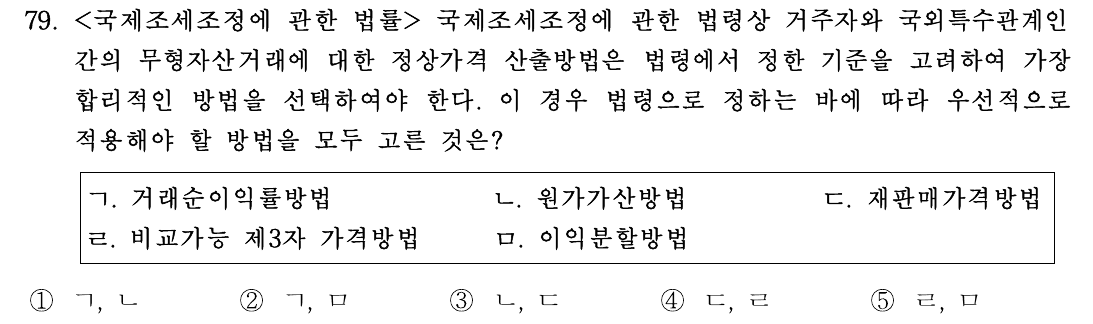 79. <국제조세조정에 관한 법률> 국제조세조정에 관한 법령상 거주자와 국외특수관계인
간의 무형자산거래에 대한 정상가격 산출방법은 법령에서 정한 기준을 고려하여 가장
합리적인 방법을 선택하여야 한다. 이 경우 법령으로 정하는 바에 따라 우선적으로
적용해야 할 방법을 모두 고른 것은?
ㄱ. 거래순이익률방법 ㄴ. 원가가산방법 ㄷ. 재판매가격방법
ㄹ. 비교가능 제3자 가격방법 ㅁ. 이익분할방법
① ㄱ, ㄴ ② ㄱ, ㅁ ③ ㄴ, ㄷ ④ ㄷ, ㄹ ⑤ ㄹ, ㅁ